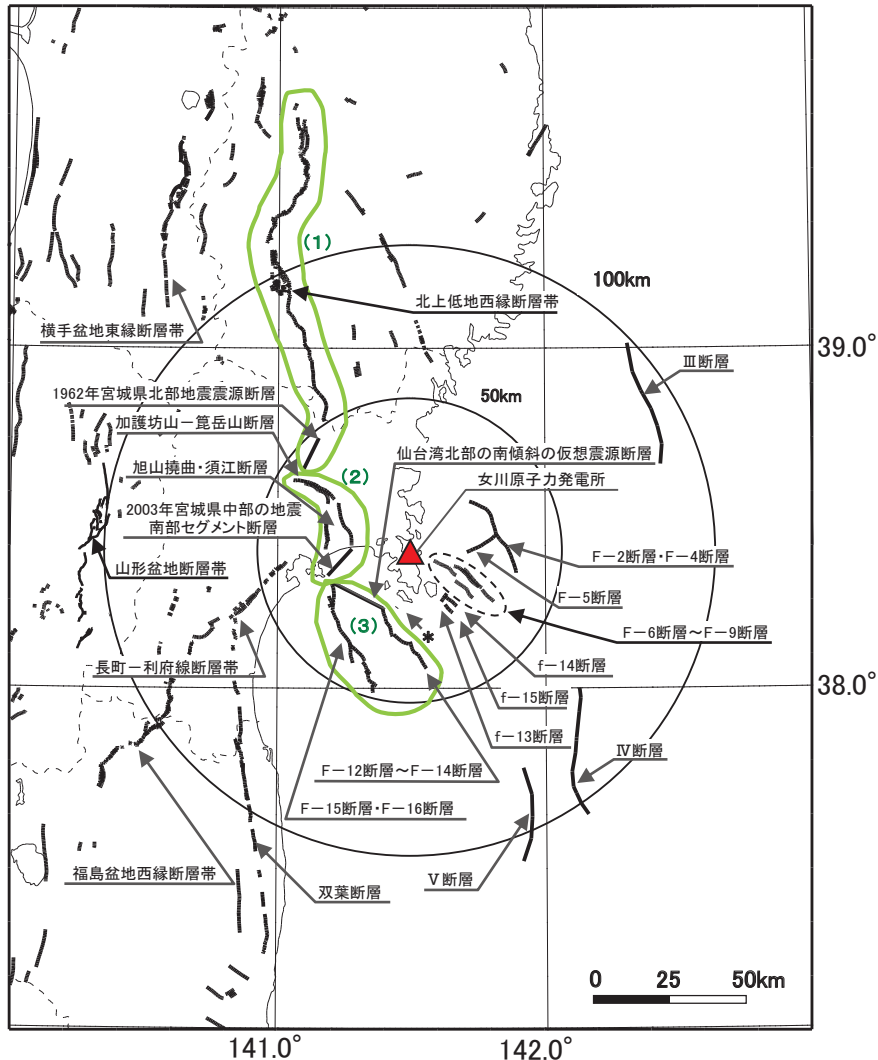 (1)
100km
北上低地西縁断層帯
横手盆地東縁断層帯
39.0°
Ⅲ断層
1962年宮城県北部地震震源断層
50km
加護坊山－箟岳山断層
仙台湾北部の南傾斜の仮想震源断層
旭山撓曲・須江断層
(2)
女川原子力発電所
2003年宮城県中部の地震
南部セグメント断層
F－2断層・F－4断層
山形盆地断層帯
F－5断層
(3)
*
F－6断層～F－9断層
長町－利府線断層帯
f－14断層
38.0°
f－15断層
f－13断層
Ⅳ断層
F－12断層～F－14断層
F－15断層・F－16断層
福島盆地西縁断層帯
双葉断層
Ⅴ断層
0 25 50km
141.0° 142.0°